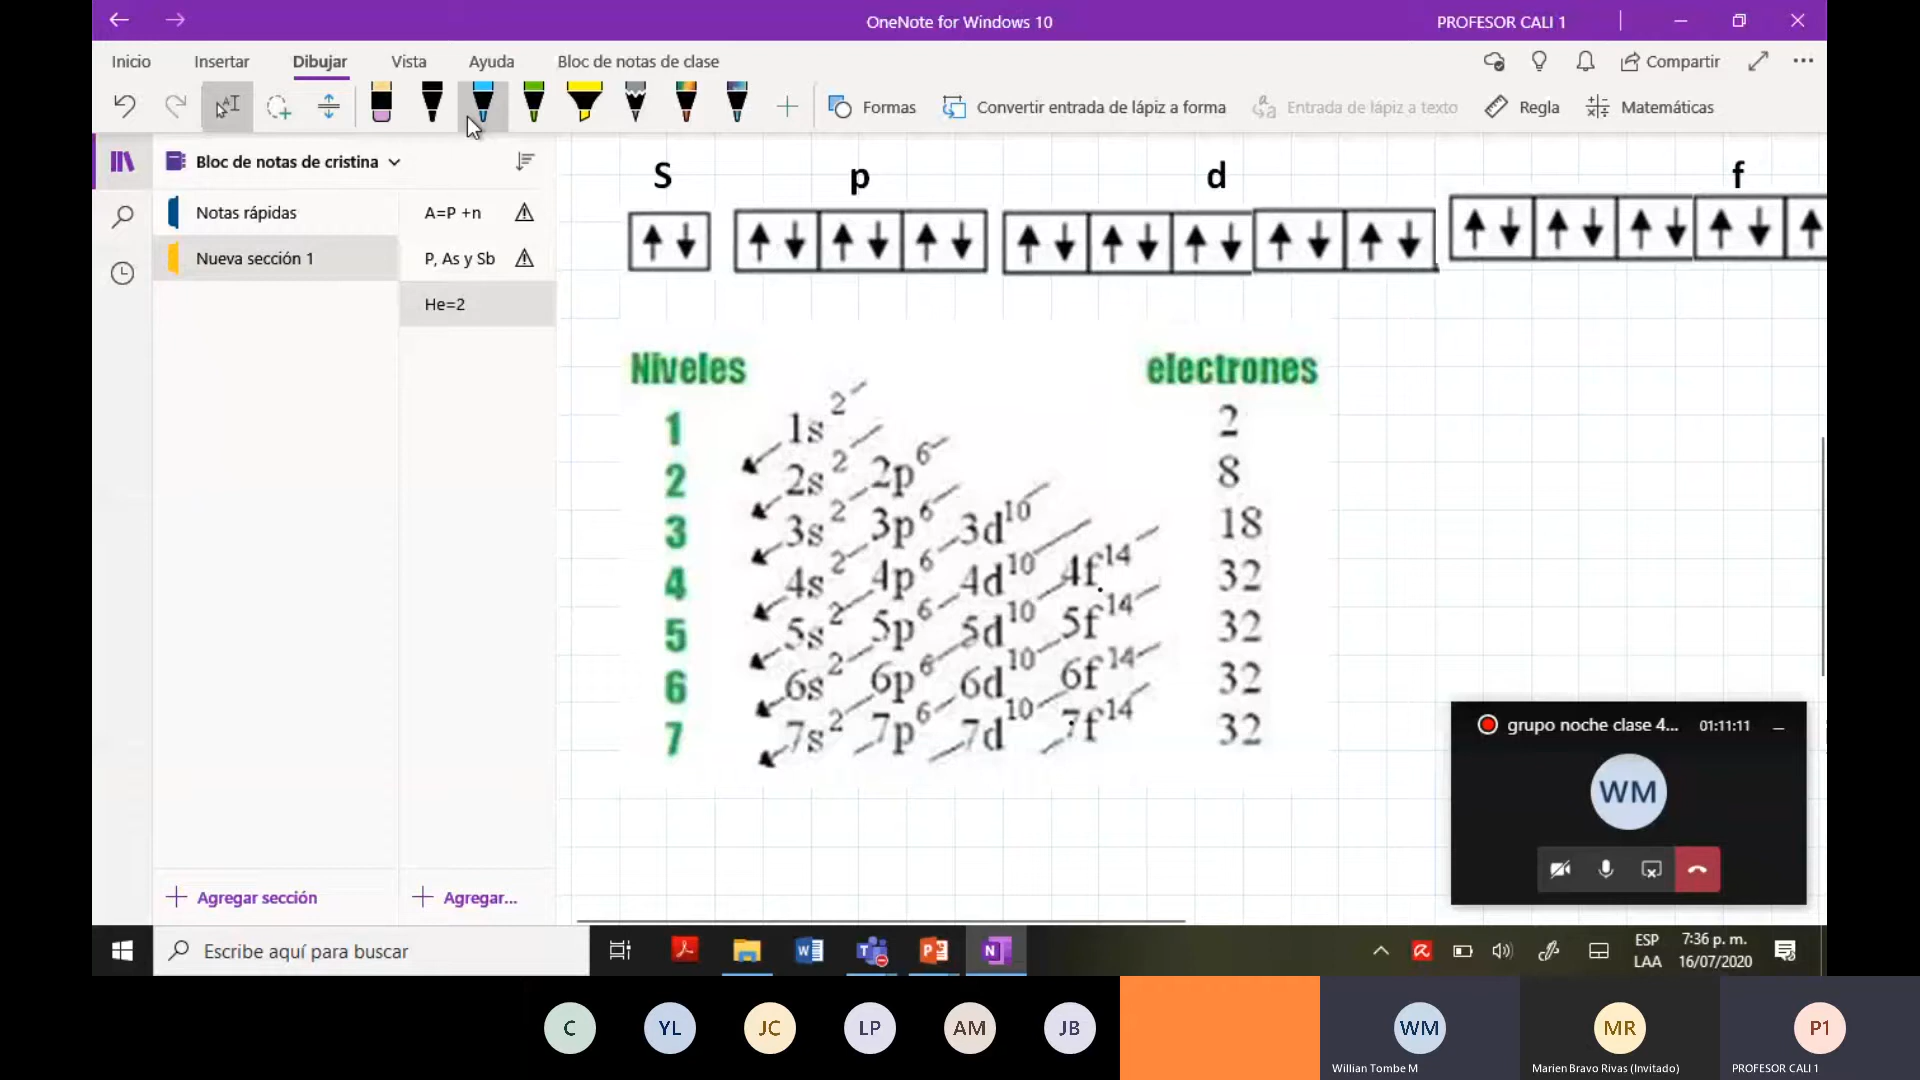 OneNote for Windows 10
PROFESOR CALI 1
Inicio Insertar Dibujar Vista Ayuda Bloc de notas de clase
Compartir
Formas Convertir entrada de lápiz a forma Entrada de lápiz a texto Regla Matemáticas
Bloc de notas de cristina
Notas rápidas
Nueva sección 1
A=P +n
P, As y Sb
He=2
S p d f
Niveles electrones
1 1s² 2
2 2s² 2p⁶ 8
3 3s² 3p⁶ 3d¹⁰ 18
4 4s² 4p⁶ 4d¹⁰ 4f¹⁴ 32
5 5s² 5p⁶ 5d¹⁰ 5f¹⁴ 32
6 6s² 6p⁶ 6d¹⁰ 6f¹⁴ 32
7 7s² 7p⁶ 7d¹⁰ 7f¹⁴ 32
grupo noche clase 4... 01:11:11
WM
Agregar sección
Agregar...
Escribe aquí para buscar
ESP
LAA
7:36 p. m.
16/07/2020
C YL JC LP AM JB WM MR P1
Willian Tombe M
Marien Bravo Rivas (Invitado)
PROFESOR CALI 1